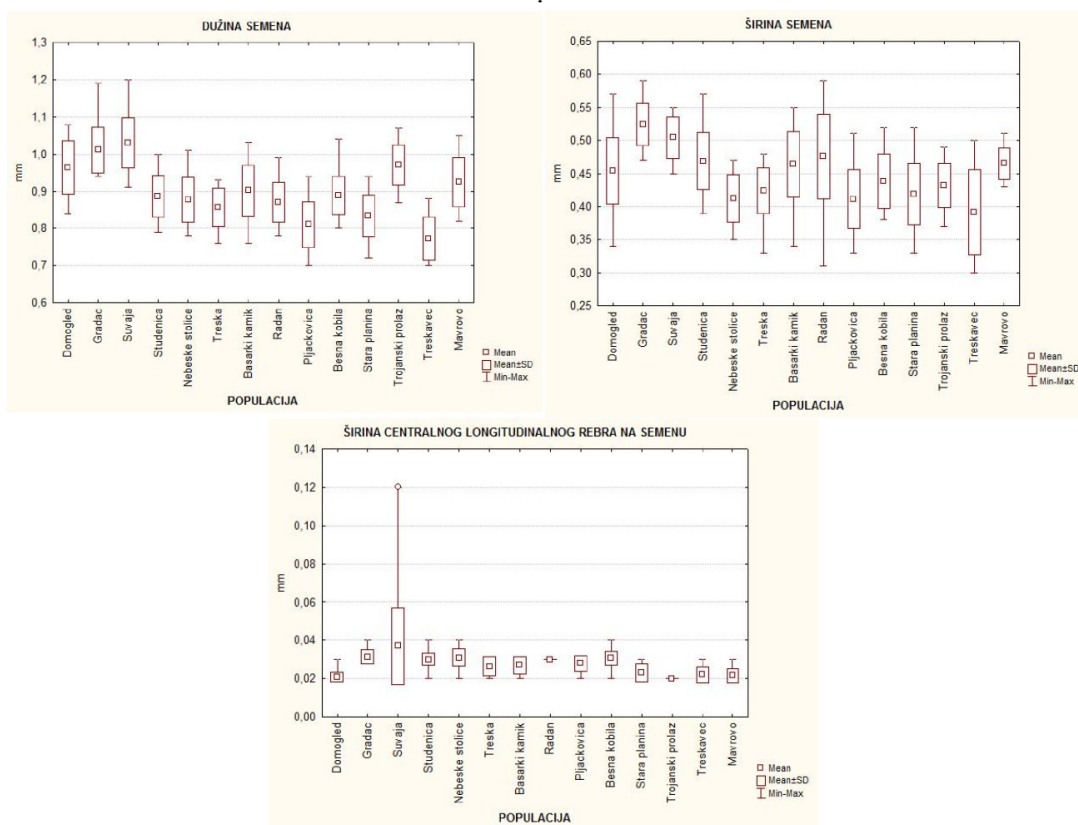 DUŽINA SEMENA
1,3
1,2
1,1
1,0
0,9
0,8
0,7
0,6
mm
Domogled
Gradac
Suvaja
Studenica
Nebeske stolice
Treska
Basarki kamik
Radan
Pljackovica
Besna kobila
Stara planina
Trojanski prolaz
Treskavec
Mavrovo
Mean
Mean±SD
Min-Max
POPULACIJA
ŠIRINA SEMENA
0,65
0,60
0,55
0,50
0,45
0,40
0,35
0,30
0,25
mm
Domogled
Gradac
Suvaja
Studenica
Nebeske stolice
Treska
Basarki kamik
Radan
Pljackovica
Besna kobila
Stara planina
Trojanski prolaz
Treskavec
Mavrovo
Mean
Mean±SD
Min-Max
POPULACIJA
ŠIRINA CENTRALNOG LONGITUDINALNOG REBRA NA SEMENU
0,14
0,12
0,10
0,08
0,06
0,04
0,02
0,00
mm
Domogled
Gradac
Suvaja
Studenica
Nebeske stolice
Treska
Basarki kamik
Radan
Pljackovica
Besna kobila
Stara planina
Trojanski prolaz
Treskavec
Mavrovo
Mean
Mean±SD
Min-Max
POPULACIJA